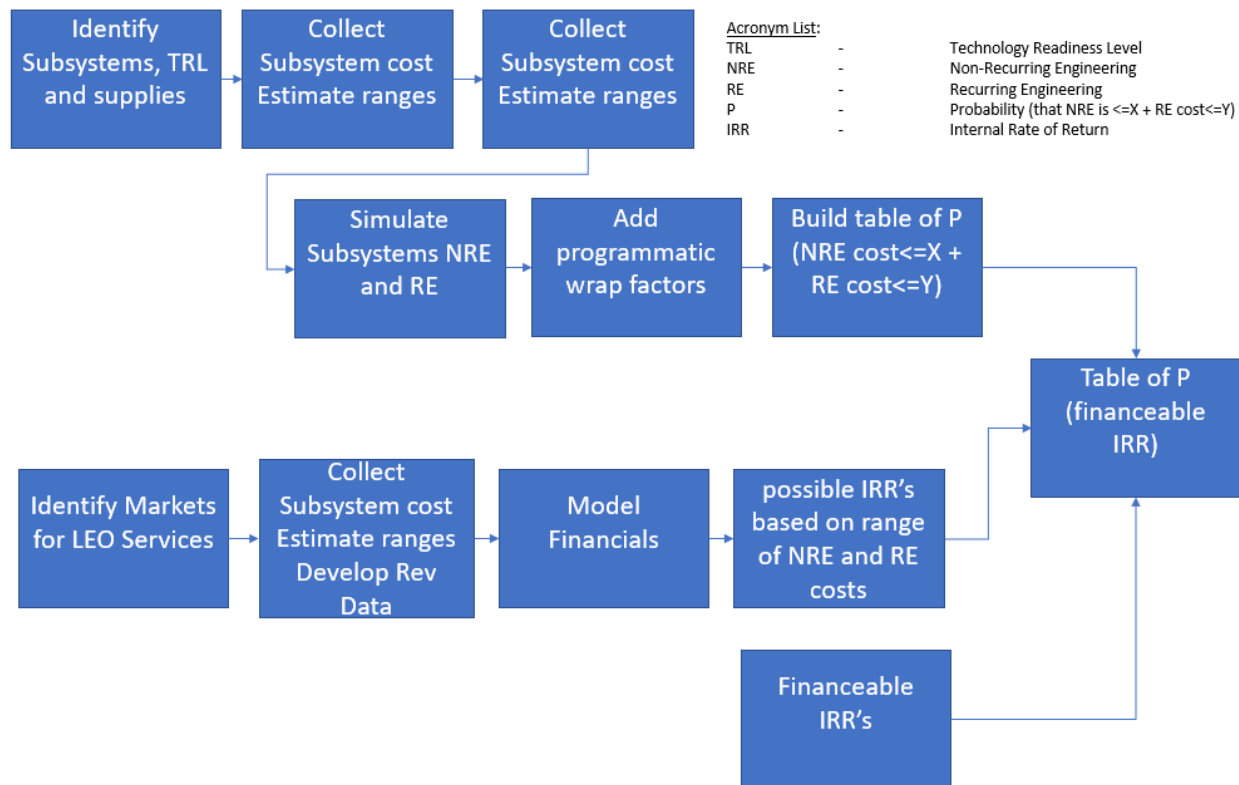 Identify
Subsystems, TRL
and supplies
Collect
Subsystem cost
Estimate ranges
Collect
Subsystem cost
Estimate ranges
Acronym List:
TRL - Technology Readiness Level
NRE - Non-Recurring Engineering
RE - Recurring Engineering
P - Probability (that NRE is <=X + RE cost<=Y)
IRR - Internal Rate of Return
Simulate
Subsystems NRE
and RE
Add
programmatic
wrap factors
Build table of P
(NRE cost<=X +
RE cost<=Y)
Table of P
(financeable
IRR)
Identify Markets
for LEO Services
Collect
Subsystem cost
Estimate ranges
Develop Rev
Data
Model
Financials
possible IRR’s
based on range
of NRE and RE
costs
Financeable
IRR’s